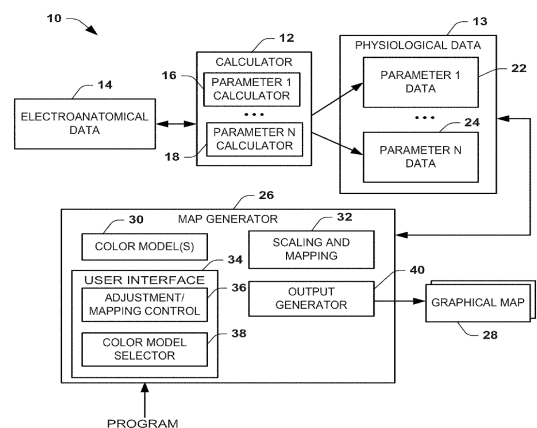 10
12
13
CALCULATOR
PHYSIOLOGICAL DATA
14
16
PARAMETER 1
CALCULATOR
PARAMETER 1
DATA
22
ELECTROANATOMICAL
DATA
•••
•••
24
18
PARAMETER N
CALCULATOR
PARAMETER N
DATA
26
MAP GENERATOR
30
COLOR MODEL(S)
32
SCALING AND
MAPPING
34
USER INTERFACE
36
ADJUSTMENT/
MAPPING CONTROL
40
OUTPUT
GENERATOR
GRAPHICAL MAP
28
38
COLOR MODEL
SELECTOR
PROGRAM